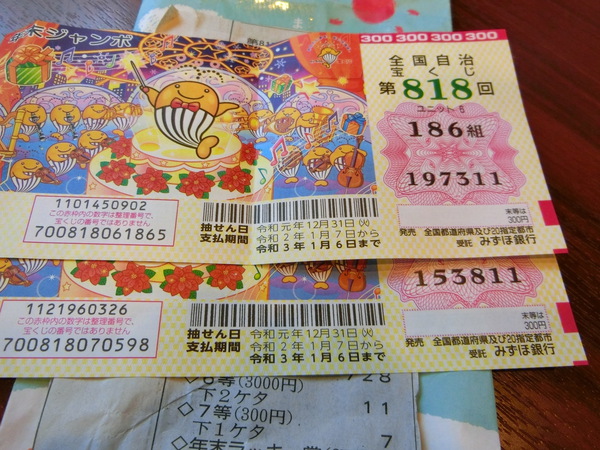 年末ジャンボ
300 300 300 300
全国自治
宝くじ
第818回
ユニット6
186組
197311
1101450902
この赤枠内の数字は整理番号で、
宝くじの番号ではありません
700818061865
抽せん日 令和元年12月31日(火)
支払期間 令和2年1月7日から
令和3年1月6日まで
末等は
300円
発売 全国都道府県及び20指定都市
受託 みずほ銀行
153811
1121960326
この赤枠内の数字は整理番号で、
宝くじの番号ではありません
700818070598
抽せん日 令和元年12月31日(火)
支払期間 令和2年1月7日から
令和3年1月6日まで
末等は
300円
発売 全国都道府県及び20指定都市
受託 みずほ銀行
◇6等(3000円)
下2ケタ 728
◇7等(300円) 11
下1ケタ 7